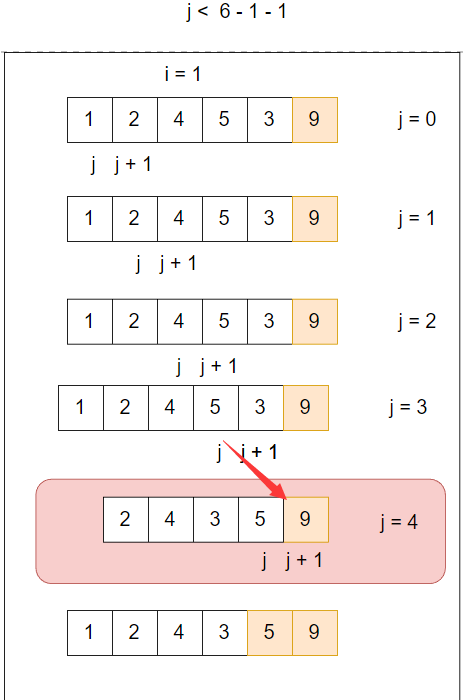 j < 6 - 1 - 1
i = 1
1 2 4 5 3 9 j = 0
j j + 1
1 2 4 5 3 9 j = 1
j j + 1
1 2 4 5 3 9 j = 2
j j + 1
1 2 4 5 3 9 j = 3
j j + 1
2 4 3 5 9 j = 4
j j + 1
1 2 4 3 5 9